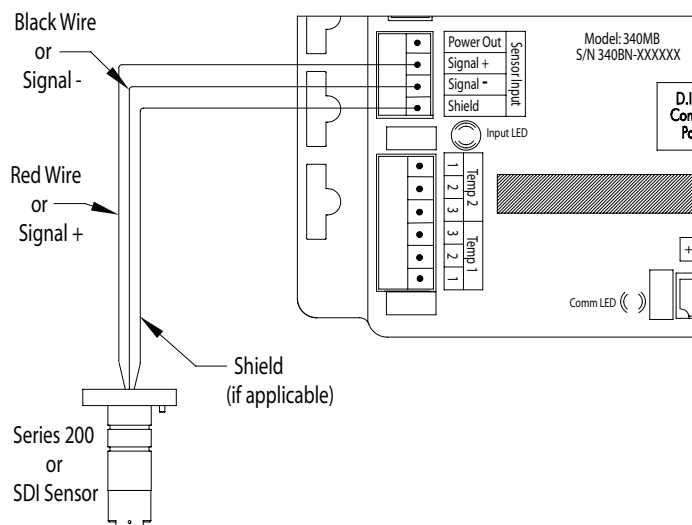 Black Wire
or
Signal -
Red Wire
or
Signal +
Shield
(if applicable)
Series 200
or
SDI Sensor
Power Out
Signal +
Signal -
Shield
Sensor Input
Input LED
1
2
3
Temp 2
3
2
1
Temp 1
Model: 340MB
S/N 340BN-XXXXXX
D.I
Com
Po
+
Comm LED